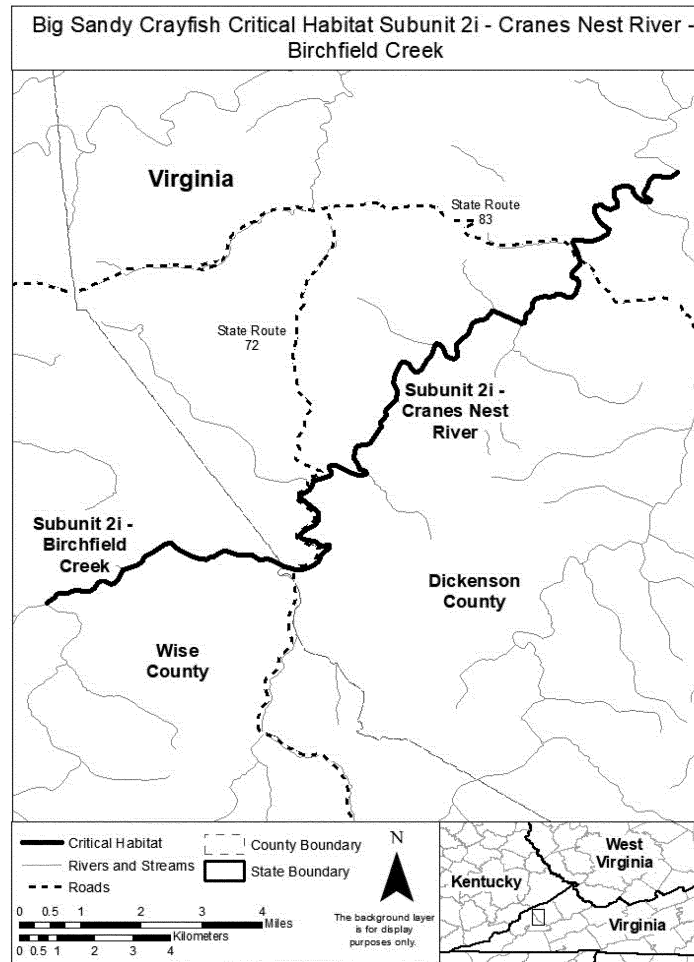 Big Sandy Crayfish Critical Habitat Subunit 2i - Cranes Nest River -
Birchfield Creek
Virginia
State Route
83
State Route
72
Subunit 2i -
Cranes Nest
River
Subunit 2i -
Birchfield
Creek
Dickenson
County
Wise
County
Critical Habitat
Rivers and Streams
Roads
County Boundary
State Boundary
N
The background layer
is for display
purposes only.
0 0.5 1 2 3 4
Miles
Kilometers
0 0.5 1 2 3 4
West
Virginia
Kentucky
Virginia